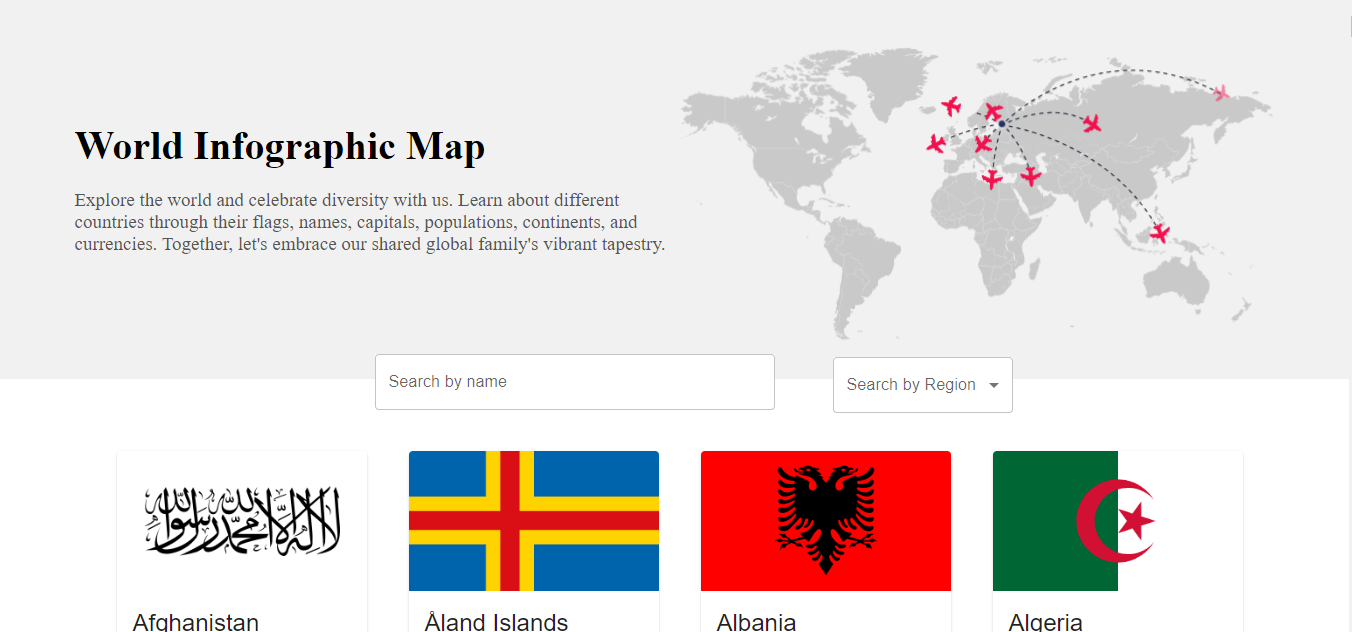 World Infographic Map
Explore the world and celebrate diversity with us. Learn about different
countries through their flags, names, capitals, populations, continents, and
currencies. Together, let's embrace our shared global family's vibrant tapestry.
Search by name
Search by Region
لا إله إلا الله محمد رسول الله
Afghanistan
Åland Islands
Albania
Algeria